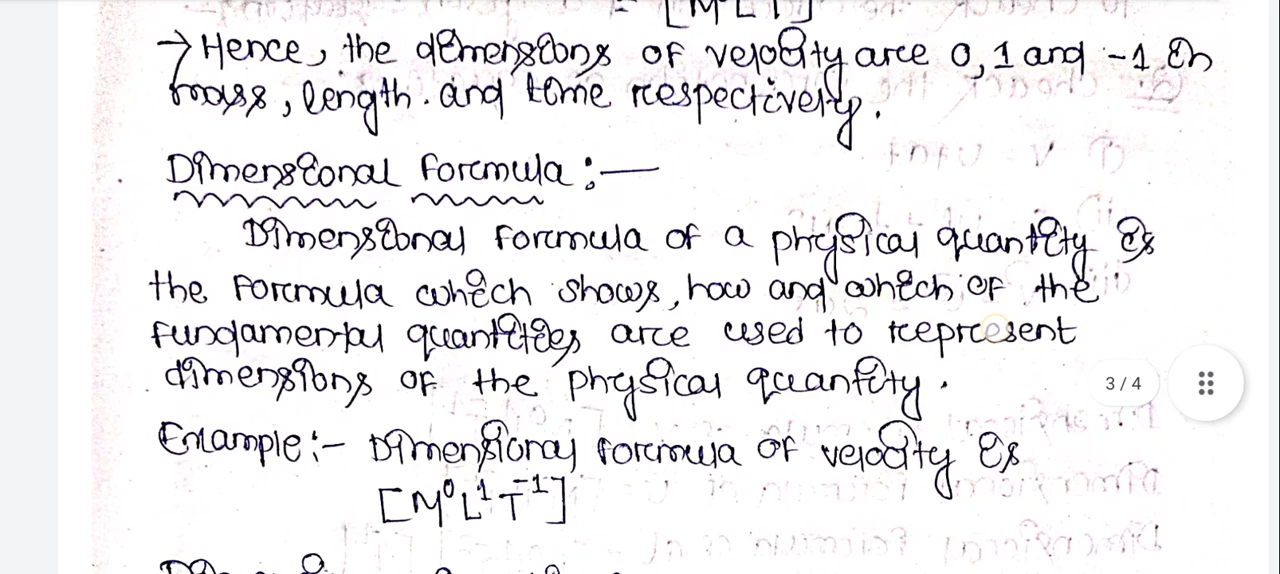 = [M L T]
→ Hence, the dimensions of velocity are 0, 1 and -1 in
mass, length. and time respectively.
Dimensional formula :—
Dimensional formula of a physical quantity is
the formula which shows, how and which of the
fundamental quantities are used to represent
dimensions of the physical quantity.
3 / 4
Example :- Dimensional formula of velocity is
[M⁰L¹T⁻¹]